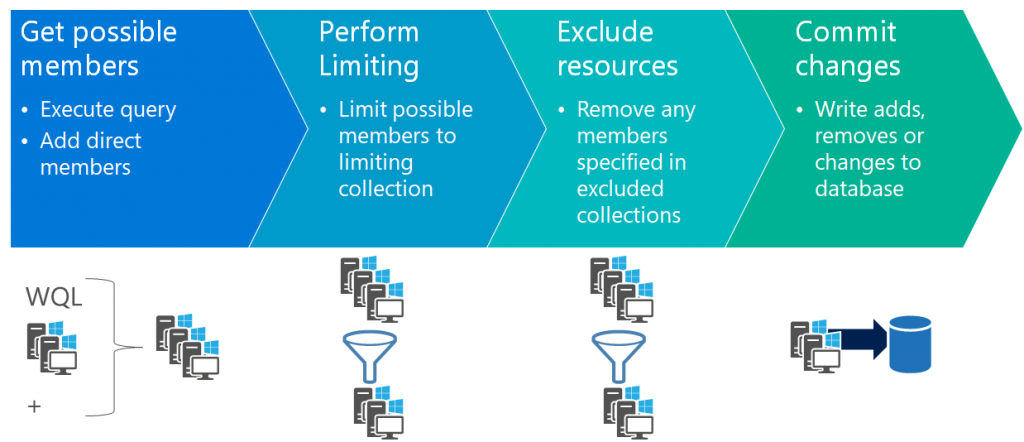 Get possible
members
• Execute query
• Add direct
members
Perform
Limiting
• Limit possible
members to
limiting
collection
Exclude
resources
• Remove any
members
specified in
excluded
collections
Commit
changes
• Write adds,
removes or
changes to
database
WQL
+